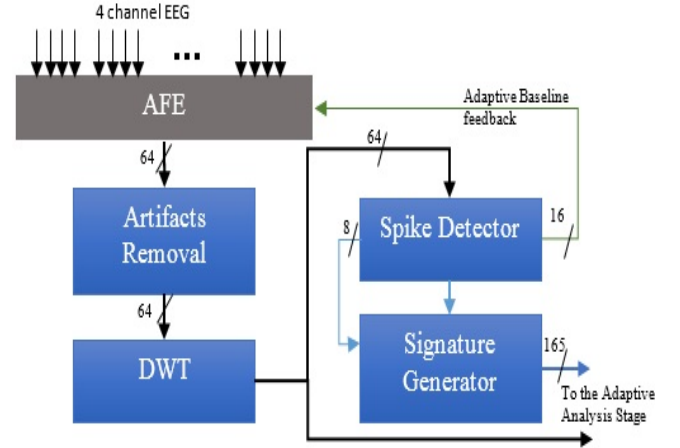 4 channel EEG
...
AFE
Adaptive Baseline
feedback
64
64
Artifacts
Removal
8
Spike Detector
16
64
DWT
Signature
Generator
165
To the Adaptive
Analysis Stage